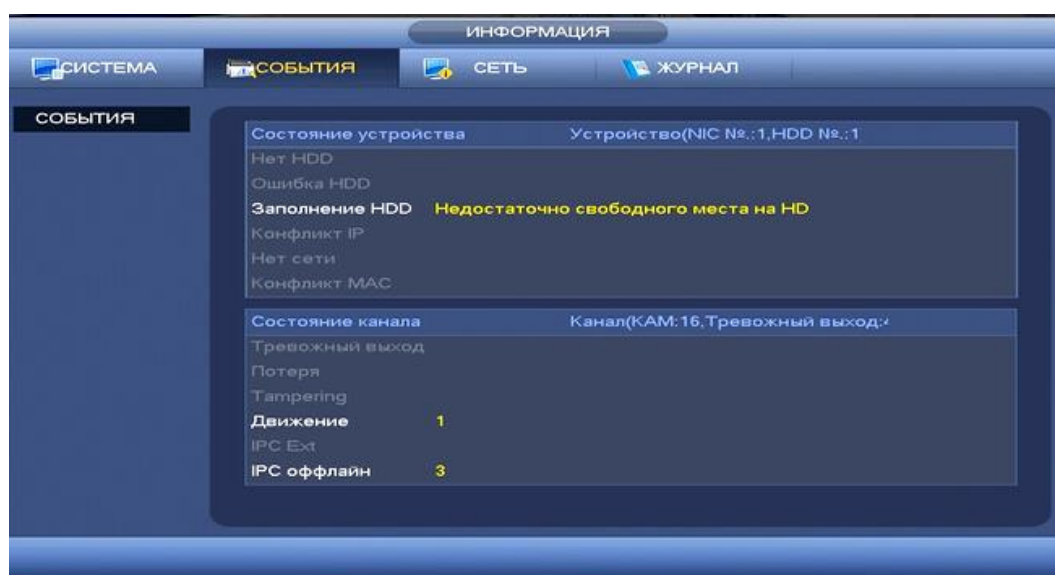 ИНФОРМАЦИЯ
СИСТЕМА СОБЫТИЯ СЕТЬ ЖУРНАЛ
СОБЫТИЯ
Состояние устройства Устройство(NIC №.:1,HDD №.:1
Нет HDD
Ошибка HDD
Заполнение HDD Недостаточно свободного места на HD
Конфликт IP
Нет сети
Конфликт MAC
Состояние канала Канал(КАМ:16,Тревожный выход:
Тревожный выход
Потеря
Tampering
Движение 1
IPC Ext
IPC оффлайн 3